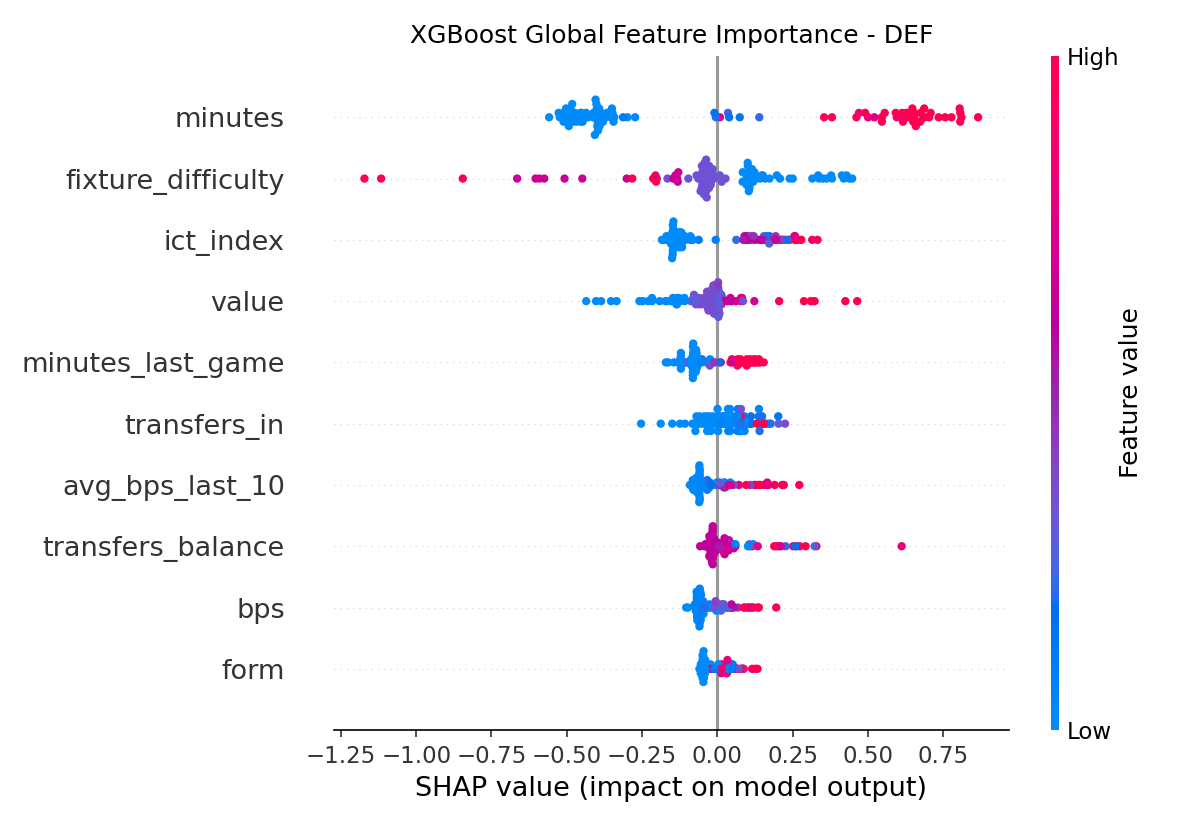 XGBoost Global Feature Importance - DEF
High
minutes
fixture_difficulty
ict_index
value
minutes_last_game
transfers_in
avg_bps_last_10
transfers_balance
bps
form
Feature value
Low
−1.25 −1.00 −0.75 −0.50 −0.25 0.00 0.25 0.50 0.75
SHAP value (impact on model output)